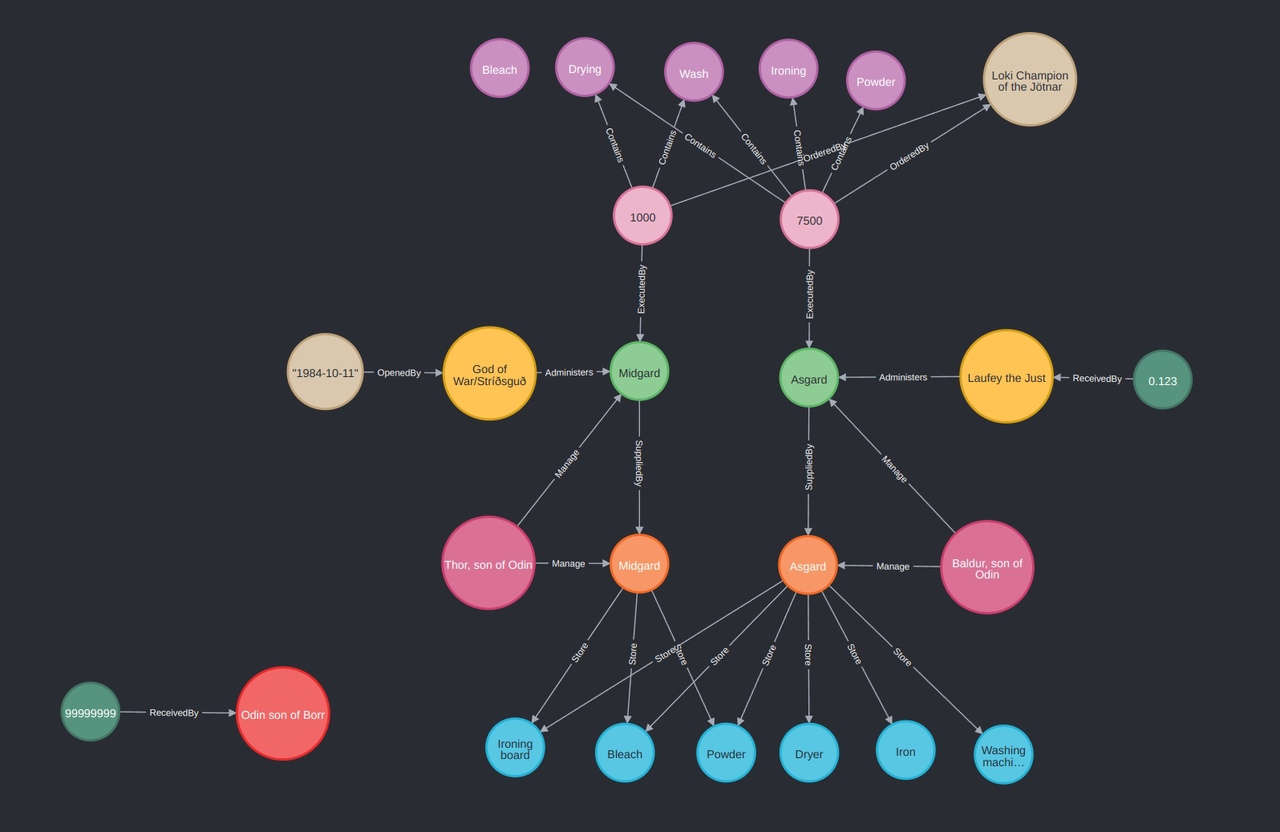 Bleach
Drying
Wash
Ironing
Powder
Loki Champion
of the Jötnar
Contains
Contains
Contains
Contains
Contains
Contains
OrderedBy
OrderedBy
1000
7500
ExecutedBy
ExecutedBy
"1984-10-11"
OpenedBy
God of
War/Stríðsguð
Administers
Midgard
Asgard
Administers
Laufey the Just
ReceivedBy
0.123
Manage
SuppliedBy
SuppliedBy
Manage
Thor, son of Odin
Manage
Midgard
Asgard
Manage
Baldur, son of
Odin
Store
Store
Store
Store
Store
Store
Store
Store
Store
99999999
ReceivedBy
Odin son of Borr
Ironing
board
Bleach
Powder
Dryer
Iron
Washing
machi…